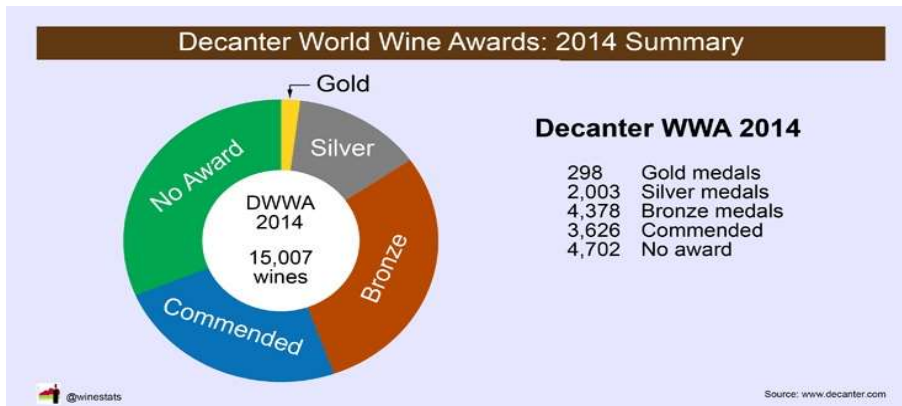 Decanter World Wine Awards: 2014 Summary
Gold
Silver
Bronze
Commended
No Award
DWWA
2014
15,007
wines
Decanter WWA 2014
298 Gold medals
2,003 Silver medals
4,378 Bronze medals
3,626 Commended
4,702 No award
@winestats
Source: www.decanter.com